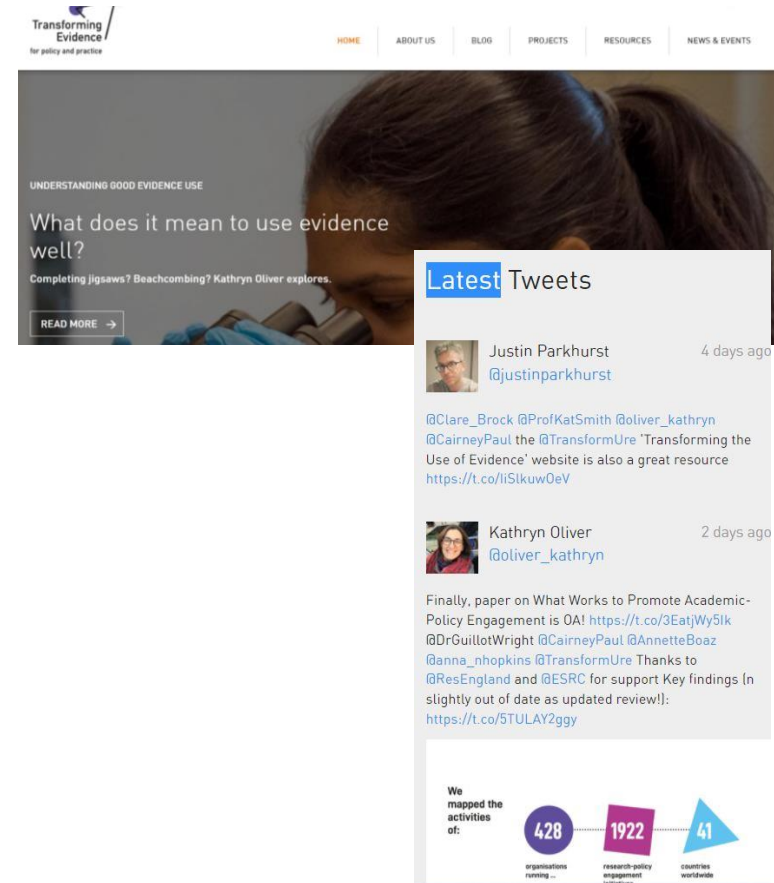 Transforming
Evidence
for policy and practice
HOME ABOUT US BLOG PROJECTS RESOURCES NEWS & EVENTS
UNDERSTANDING GOOD EVIDENCE USE
What does it mean to use evidence
well?
Completing jigsaws? Beachcombing? Kathryn Oliver explores.
READ MORE →
Latest Tweets
Justin Parkhurst 4 days ago
@justinparkhurst
@Clare_Brock @ProfKatSmith @oliver_kathryn
@CairneyPaul the @TransformUre 'Transforming the
Use of Evidence' website is also a great resource
https://t.co/IiSlkuwOeV
Kathryn Oliver 2 days ago
@oliver_kathryn
Finally, paper on What Works to Promote Academic-
Policy Engagement is OA! https://t.co/3EatjWy5Ik
@DrGuillotWright @CairneyPaul @AnnetteBoaz
@anna_nhopkins @TransformUre Thanks to
@ResEngland and @ESRC for support Key findings (n
slightly out of date as updated review!):
https://t.co/5TULAY2ggy
We
mapped the
activities
of:
428 1922 41
organisations research-policy countries
running ... engagement worldwide
initiatives